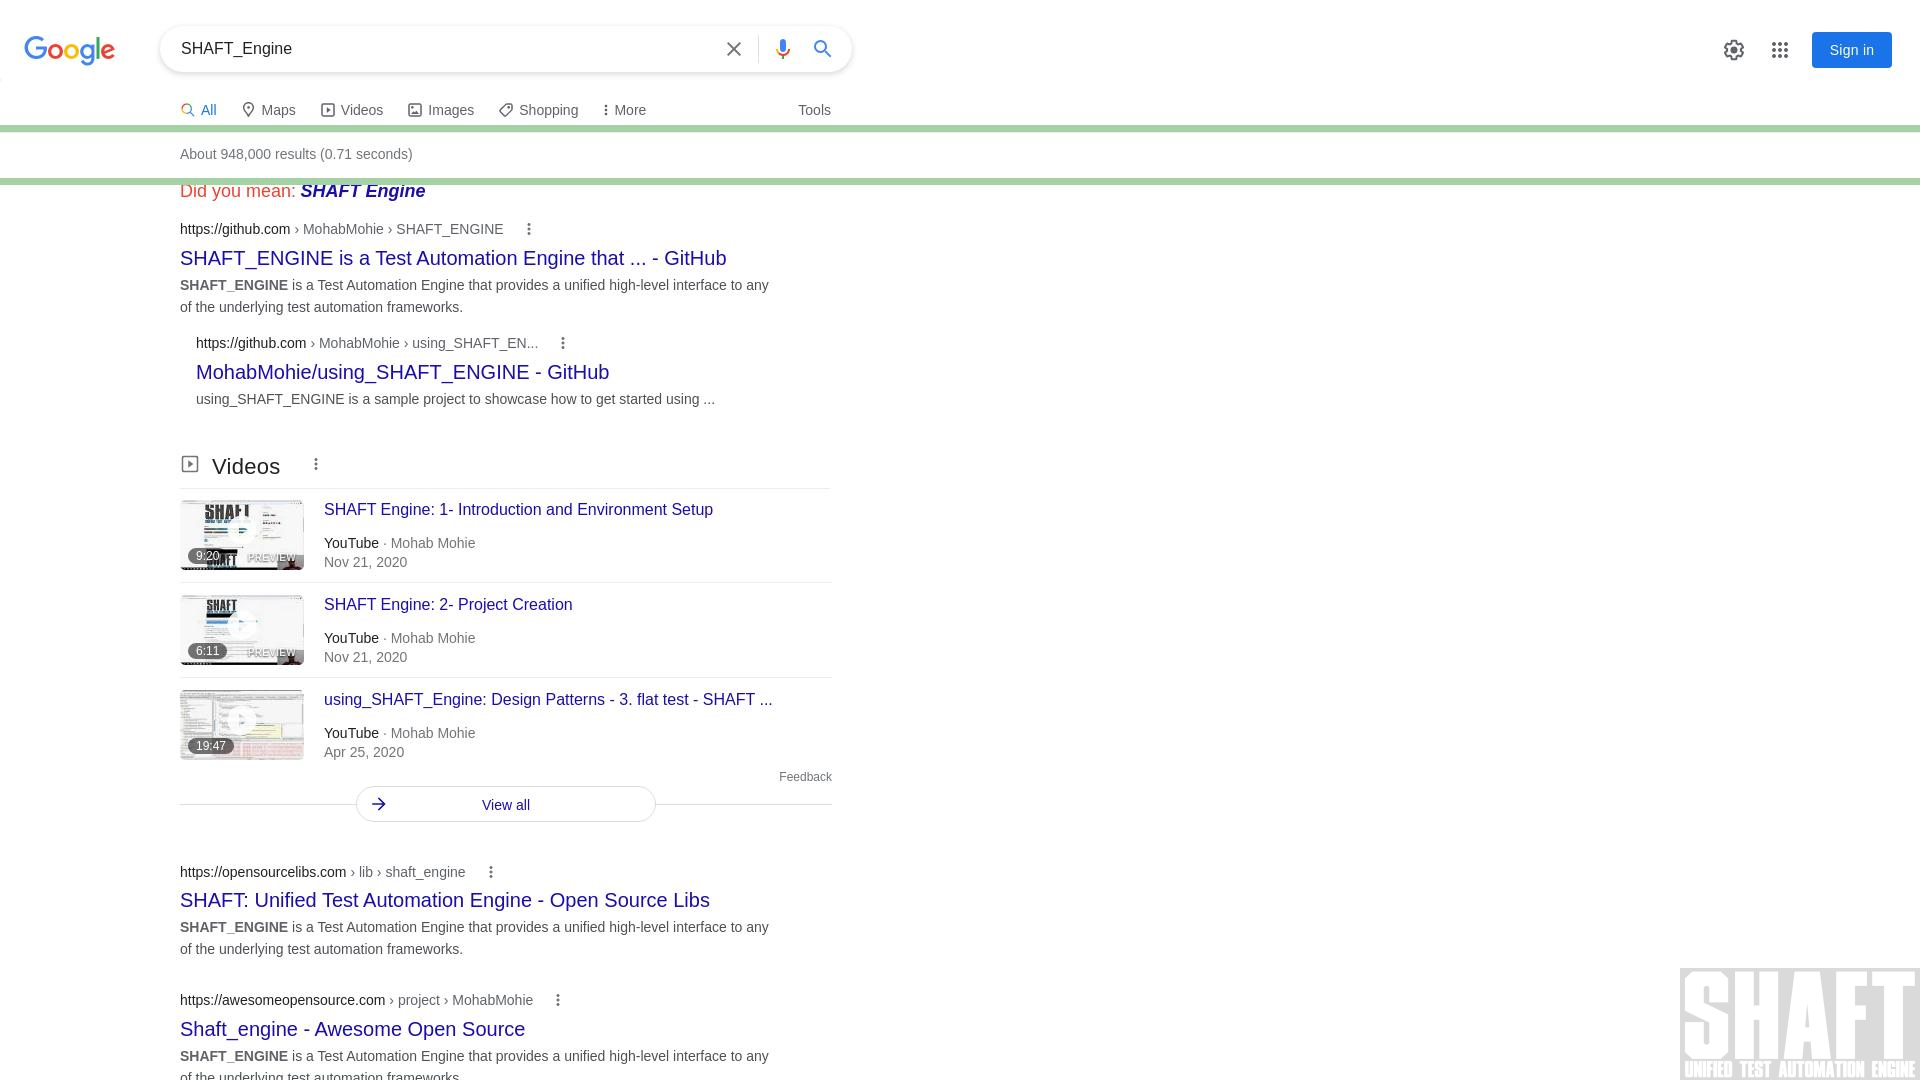 Google
SHAFT_Engine
Sign in
All
Maps
Videos
Images
Shopping
More
Tools
About 948,000 results (0.71 seconds)
Did you mean: SHAFT Engine
https://github.com › MohabMohie › SHAFT_ENGINE
SHAFT_ENGINE is a Test Automation Engine that ... - GitHub
SHAFT_ENGINE is a Test Automation Engine that provides a unified high-level interface to any
of the underlying test automation frameworks.
https://github.com › MohabMohie › using_SHAFT_EN...
MohabMohie/using_SHAFT_ENGINE - GitHub
using_SHAFT_ENGINE is a sample project to showcase how to get started using ...
Videos
SHAFT
9:20
PREVIEW
SHAFT Engine: 1- Introduction and Environment Setup
YouTube · Mohab Mohie
Nov 21, 2020
SHAFT
6:11
PREVIEW
SHAFT Engine: 2- Project Creation
YouTube · Mohab Mohie
Nov 21, 2020
19:47
using_SHAFT_Engine: Design Patterns - 3. flat test - SHAFT ...
YouTube · Mohab Mohie
Apr 25, 2020
Feedback
View all
https://opensourcelibs.com › lib › shaft_engine
SHAFT: Unified Test Automation Engine - Open Source Libs
SHAFT_ENGINE is a Test Automation Engine that provides a unified high-level interface to any
of the underlying test automation frameworks.
https://awesomeopensource.com › project › MohabMohie
Shaft_engine - Awesome Open Source
SHAFT_ENGINE is a Test Automation Engine that provides a unified high-level interface to any
of the underlying test automation frameworks.
SHAFT
UNIFIED TEST AUTOMATION ENGINE